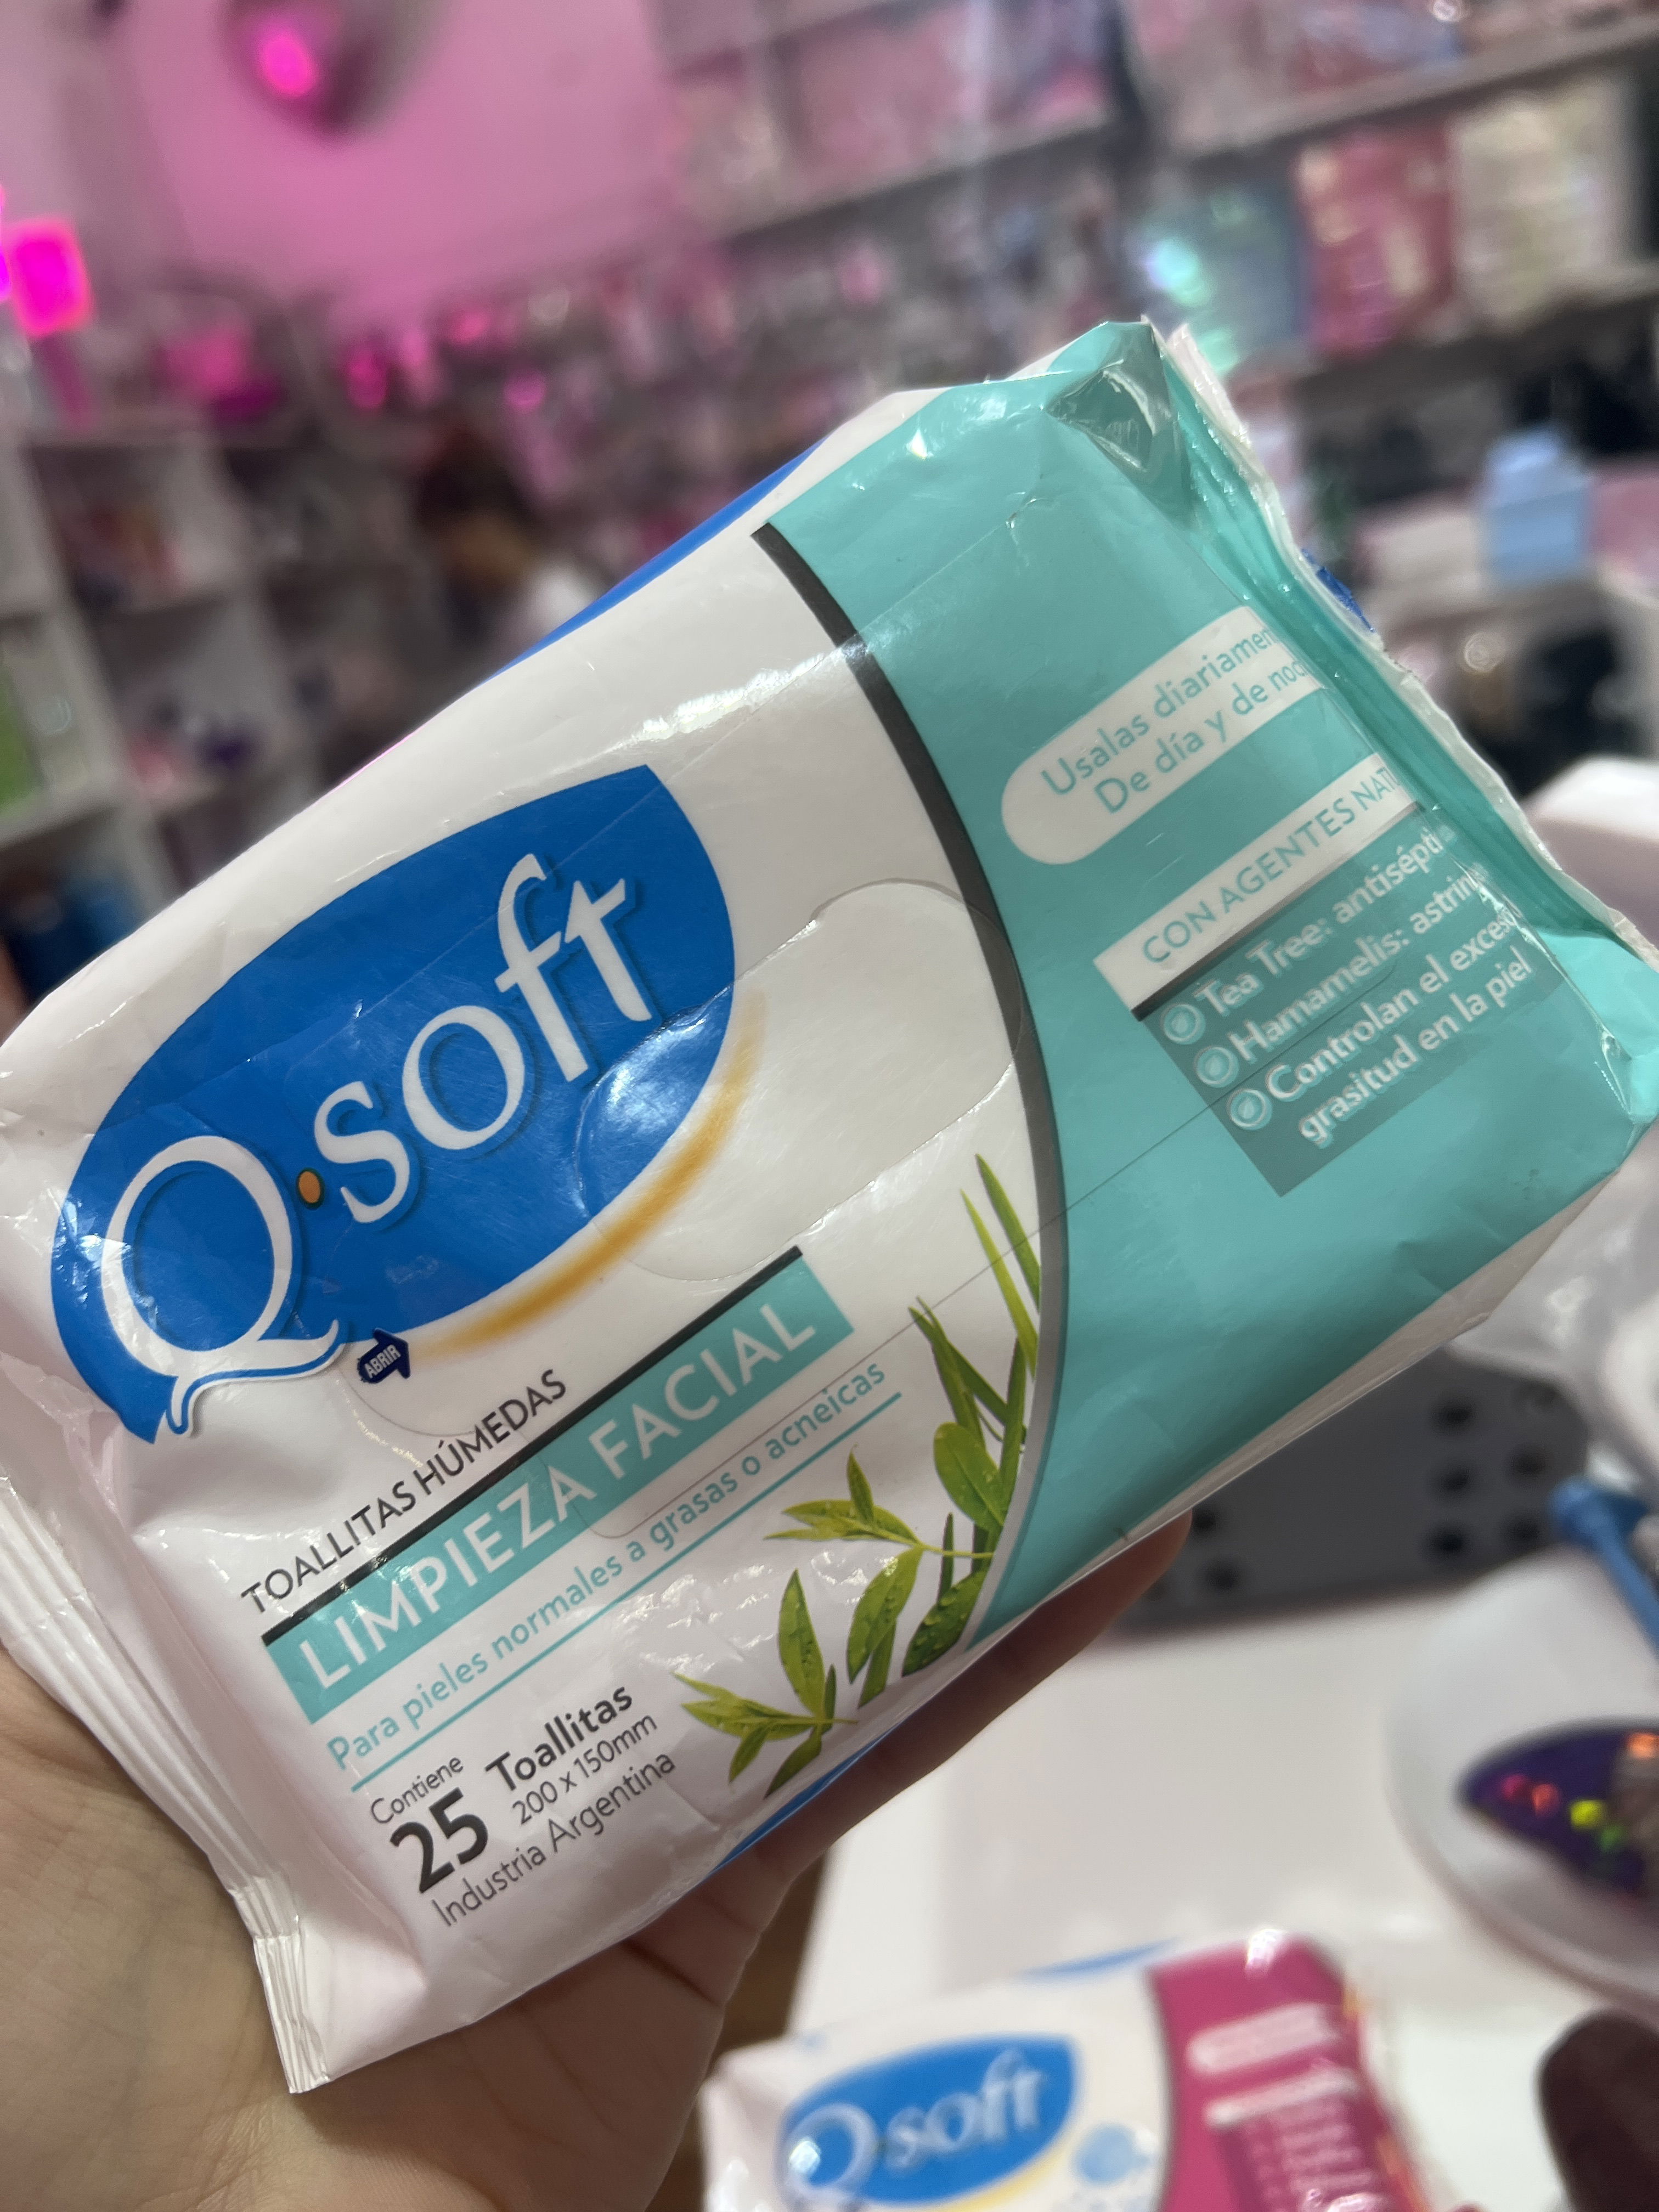 Q·soft
ABRIR
TOALLITAS HÚMEDAS
LIMPIEZA FACIAL
Para pieles normales a grasas o acneicas
Contiene
25 Toallitas
200 x 150mm
Industria Argentina
Usalas diariamen
De día y de noc
CON AGENTES NAT
Tea Tree: antisépti
Hamamelis: astrin
Controlan el exceso
grasitud en la piel
Q·soft